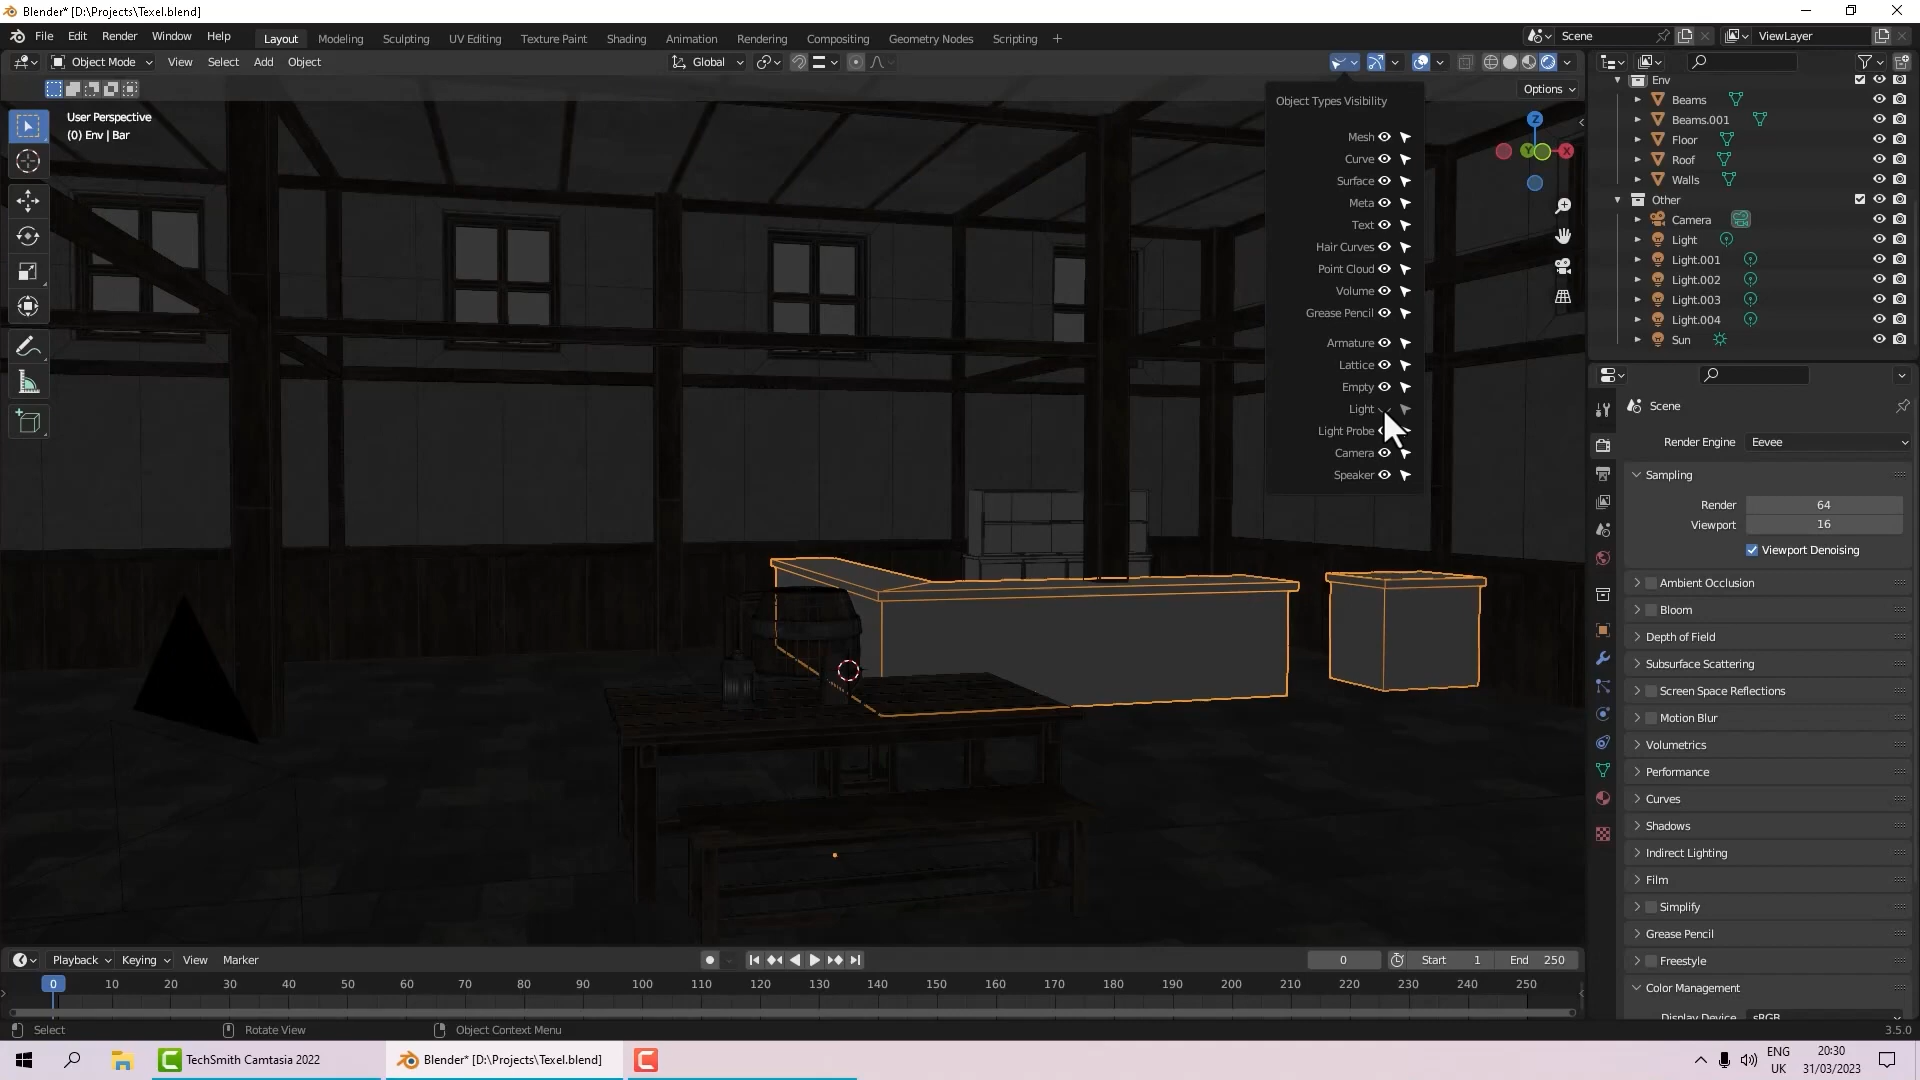 Blender* [D:\Projects\Texel.blend]
File Edit Render Window Help Layout Modeling Sculpting UV Editing Texture Paint Shading Animation Rendering Compositing Geometry Nodes Scripting + Scene ViewLayer
Object Mode View Select Add Object Global
Options
User Perspective
(0) Env | Bar
Object Types Visibility
Mesh
Curve
Surface
Meta
Text
Hair Curves
Point Cloud
Volume
Grease Pencil
Armature
Lattice
Empty
Light
Light Probe
Camera
Speaker
Z
Y
X
Env
Beams
Beams.001
Floor
Roof
Walls
Other
Camera
Light
Light.001
Light.002
Light.003
Light.004
Sun
Scene
Render Engine Eevee
Sampling
Render 64
Viewport 16
Viewport Denoising
Ambient Occlusion
Bloom
Depth of Field
Subsurface Scattering
Screen Space Reflections
Motion Blur
Volumetrics
Performance
Curves
Shadows
Indirect Lighting
Film
Simplify
Grease Pencil
Freestyle
Color Management
Display Device sRGB
Playback Keying View Marker 0 Start 1 End 250
0 10 20 30 40 50 60 70 80 90 100 110 120 130 140 150 160 170 180 190 200 210 220 230 240 250
Select Rotate View Object Context Menu 3.5.0
TechSmith Camtasia 2022 Blender* [D:\Projects\Texel.blend]
ENG
UK
20:30
31/03/2023